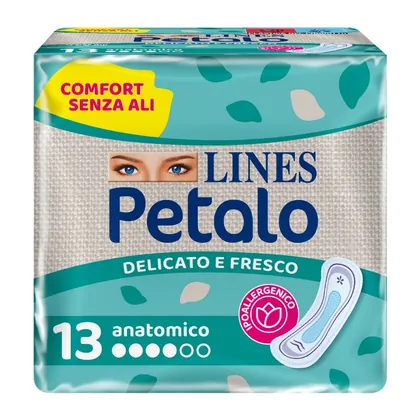 COMFORT
SENZA ALI
LINES
Petalo
DELICATO E FRESCO
IPOALLERGENICO
13 anatomico